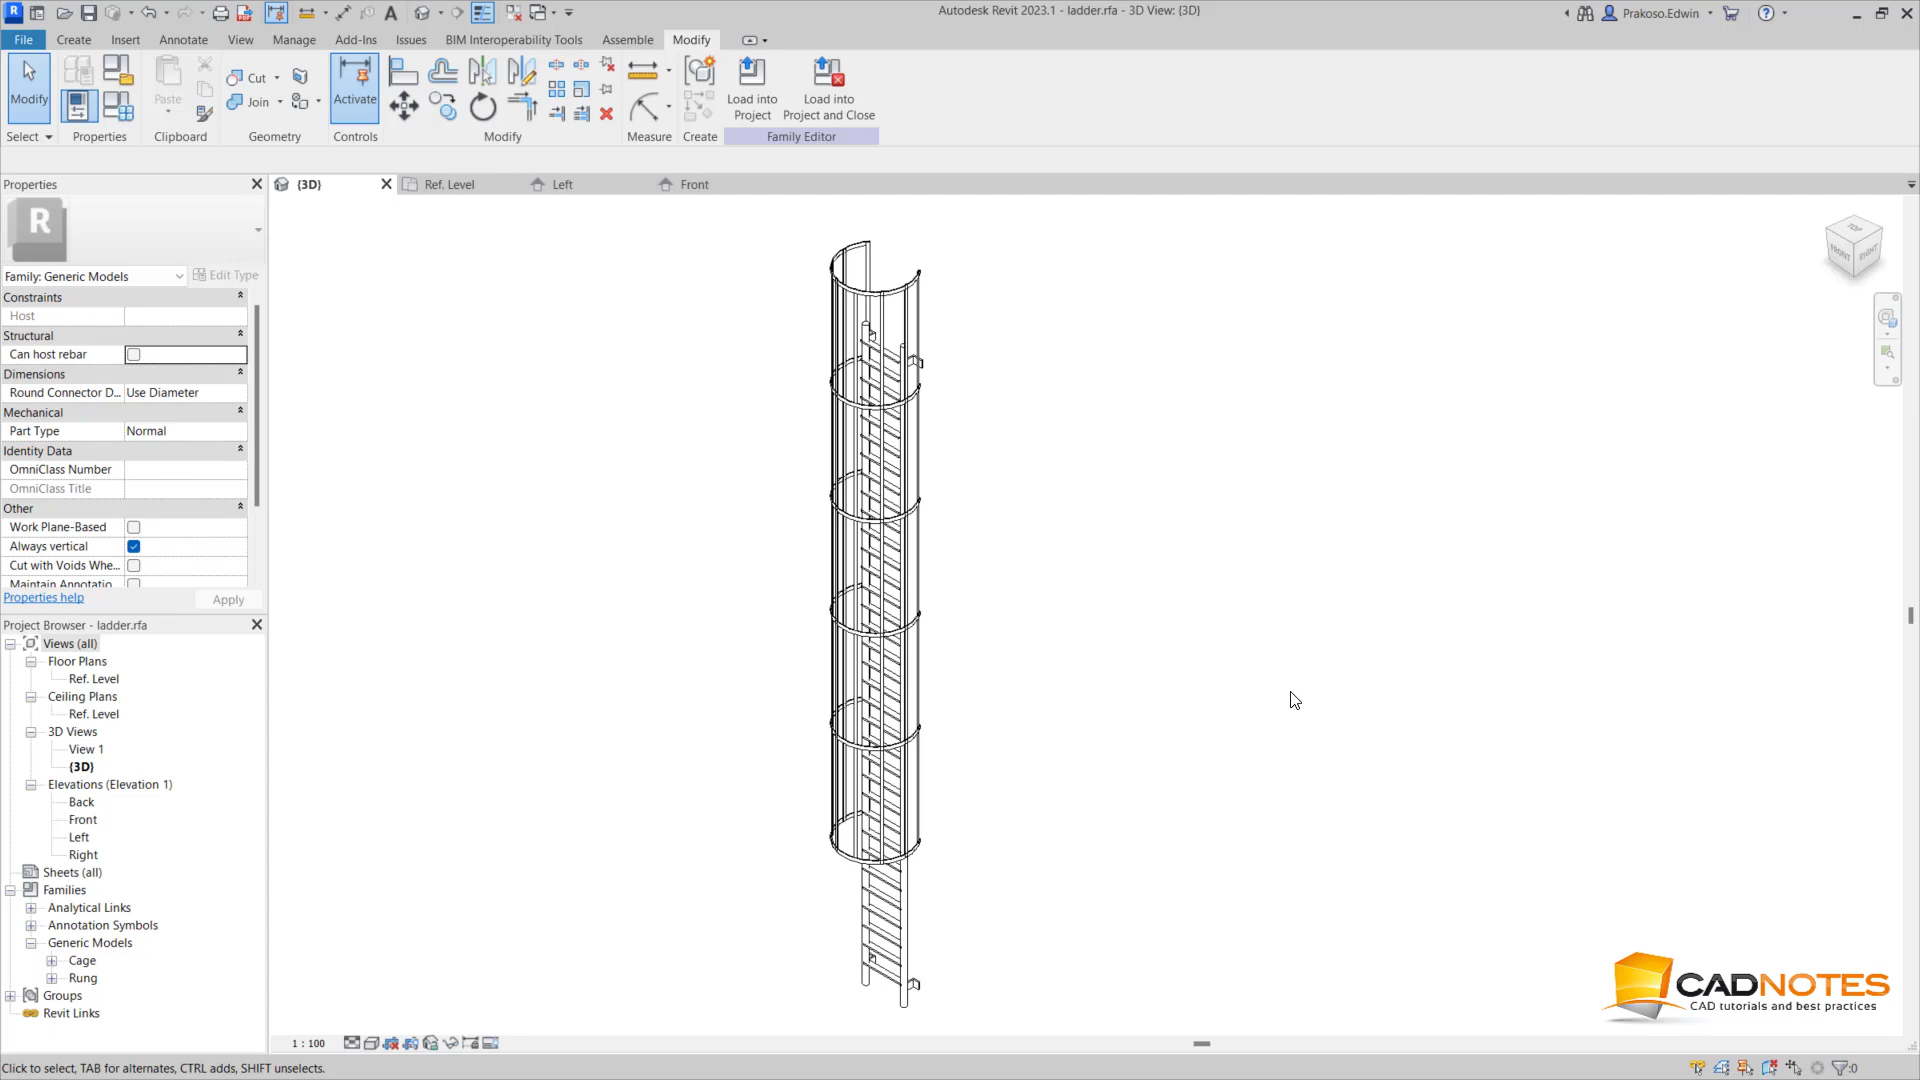 Autodesk Revit 2023.1 - ladder.rfa - 3D View: {3D}
Prakoso.Edwin
File
Create
Insert
Annotate
View
Manage
Add-Ins
Issues
BIM Interoperability Tools
Assemble
Modify
Modify
Paste
Cut
Join
Activate
Load into
Project
Load into
Project and Close
Select
Properties
Clipboard
Geometry
Controls
Modify
Measure
Create
Family Editor
Properties
{3D}
Ref. Level
Left
Front
R
Family: Generic Models
Edit Type
Constraints
Host
Structural
Can host rebar
Dimensions
Round Connector D... Use Diameter
Mechanical
Part Type Normal
Identity Data
OmniClass Number
OmniClass Title
Other
Work Plane-Based
Always vertical
Cut with Voids Whe...
Maintain Annotatio
Properties help
Apply
Project Browser - ladder.rfa
Views (all)
Floor Plans
Ref. Level
Ceiling Plans
Ref. Level
3D Views
View 1
{3D}
Elevations (Elevation 1)
Back
Front
Left
Right
Sheets (all)
Families
Analytical Links
Annotation Symbols
Generic Models
Cage
Rung
Groups
Revit Links
TOP
FRONT
RIGHT
CADNOTES
CAD tutorials and best practices
1 : 100
Click to select, TAB for alternates, CTRL adds, SHIFT unselects.
:0